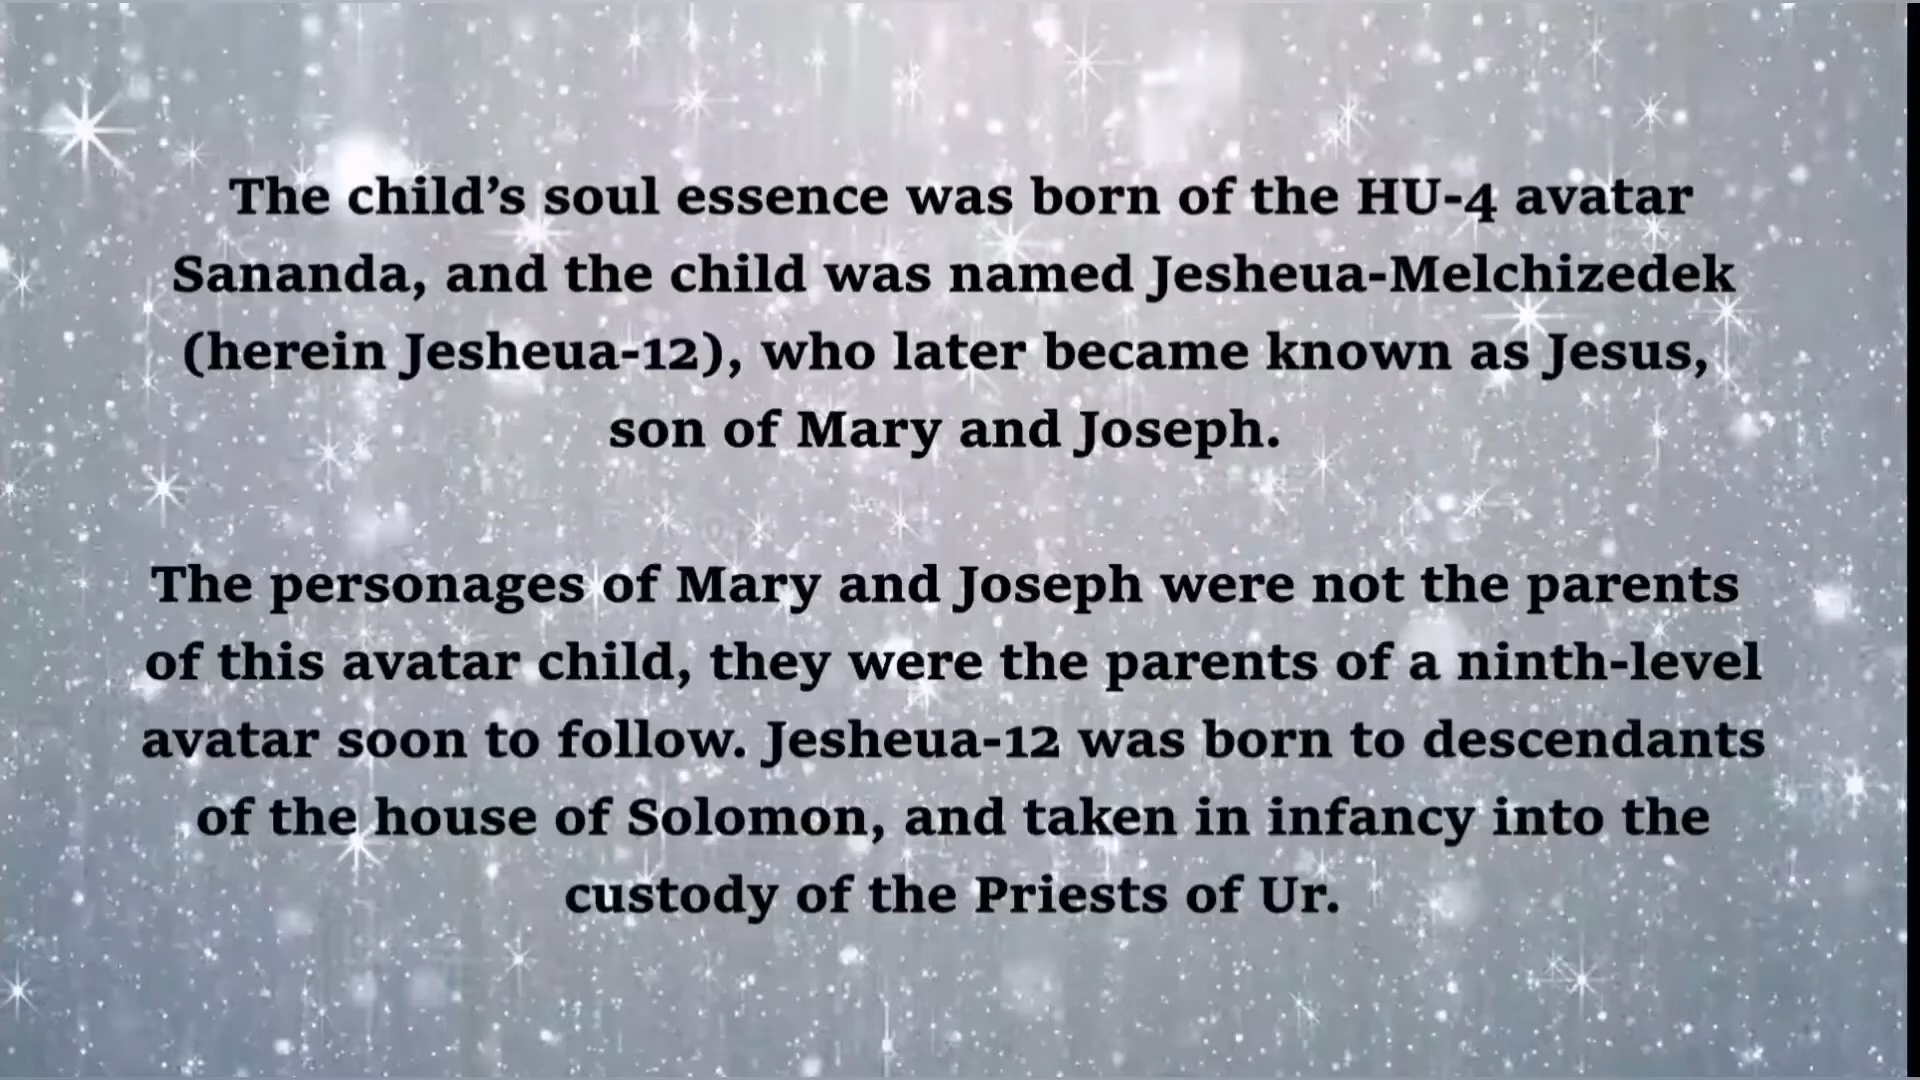 The child’s soul essence was born of the HU-4 avatar
Sananda, and the child was named Jesheua-Melchizedek
(herein Jesheua-12), who later became known as Jesus,
son of Mary and Joseph.
The personages of Mary and Joseph were not the parents
of this avatar child, they were the parents of a ninth-level
avatar soon to follow. Jesheua-12 was born to descendants
of the house of Solomon, and taken in infancy into the
custody of the Priests of Ur.